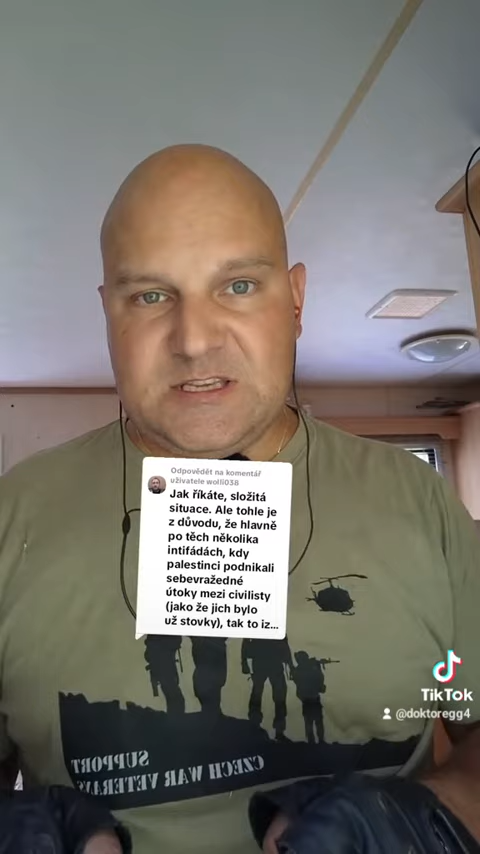 Odpovědět na komentář
uživatele wolli038
Jak říkáte, složitá
situace. Ale tohle je
z důvodu, že hlavně
po těch několika
intifádách, kdy
palestinci podnikali
sebevražedné
útoky mezi civilisty
(jako že jich bylo
už stovky), tak to iz...
TikTok
@doktoregg4
SUPPORT
CZECH WAR VETERANS